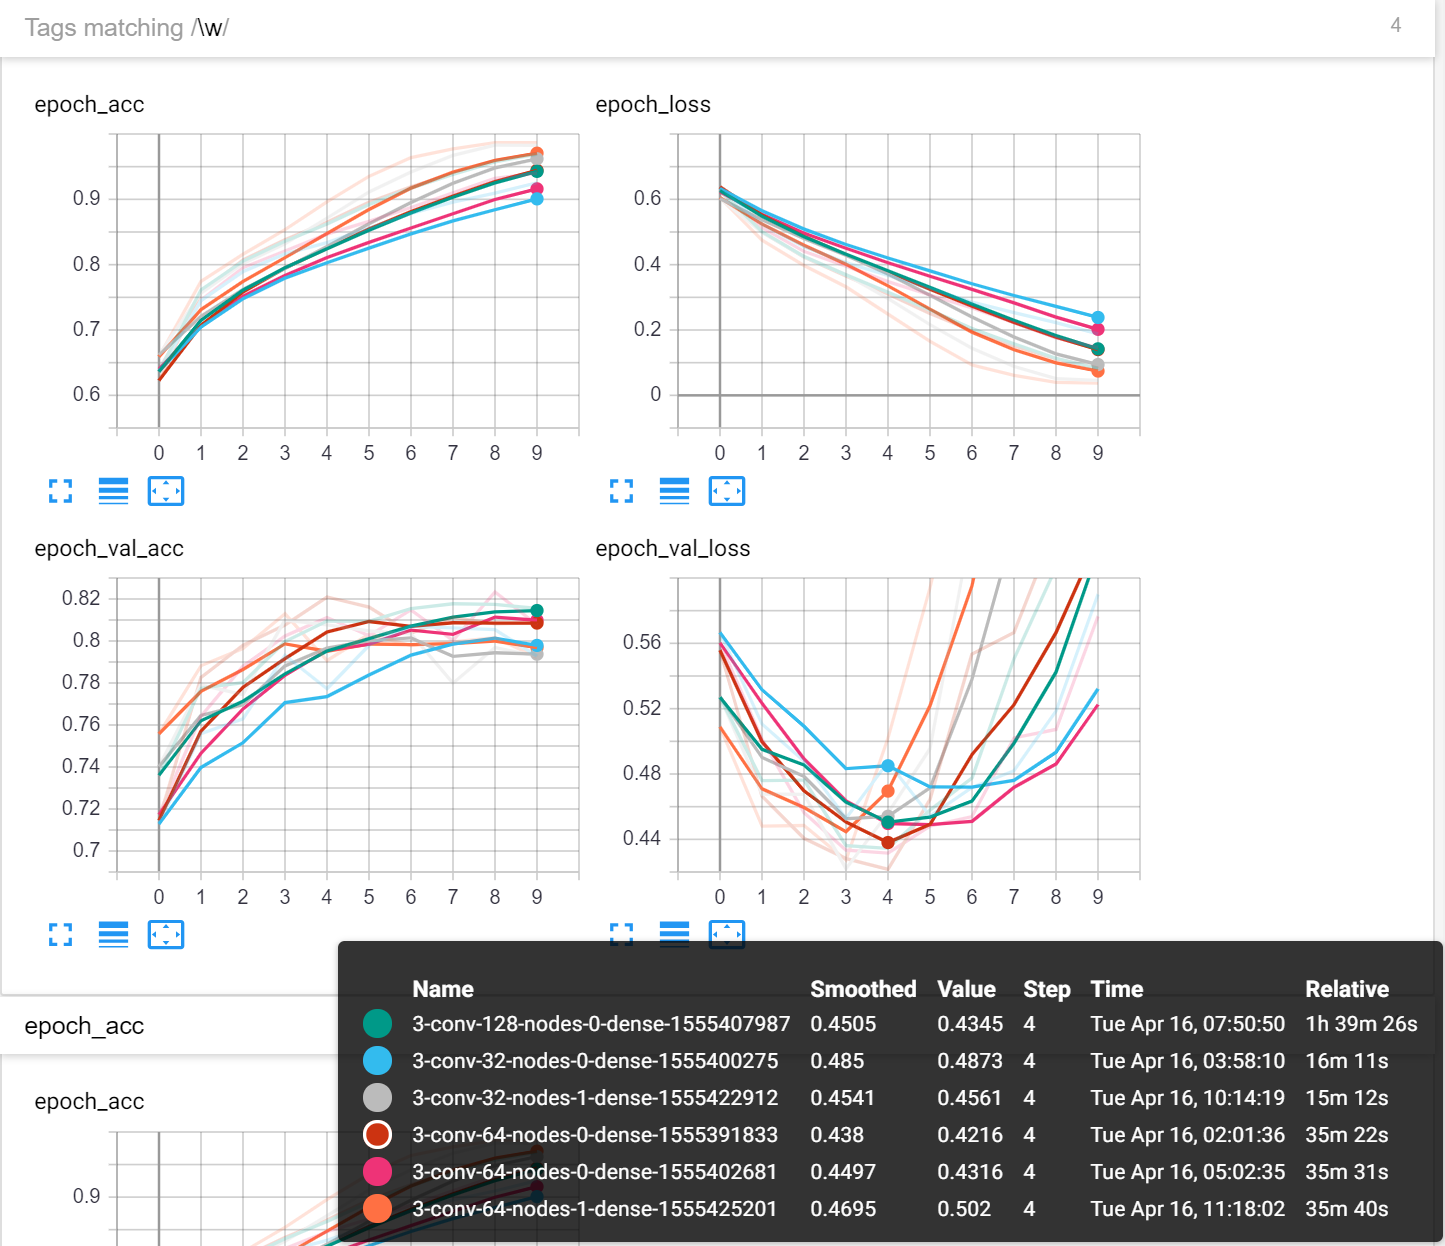 Tags matching /\w/ 4
epoch_acc epoch_loss
0.9
0.8
0.7
0.6
0 1 2 3 4 5 6 7 8 9
0.6
0.4
0.2
0
0 1 2 3 4 5 6 7 8 9
epoch_val_acc epoch_val_loss
0.82
0.8
0.78
0.76
0.74
0.72
0.7
0 1 2 3 4 5 6 7 8 9
0.56
0.52
0.48
0.44
0 1 2 3 4 5 6 7 8 9
Name Smoothed Value Step Time Relative
3-conv-128-nodes-0-dense-1555407987 0.4505 0.4345 4 Tue Apr 16, 07:50:50 1h 39m 26s
3-conv-32-nodes-0-dense-1555400275 0.485 0.4873 4 Tue Apr 16, 03:58:10 16m 11s
3-conv-32-nodes-1-dense-1555422912 0.4541 0.4561 4 Tue Apr 16, 10:14:19 15m 12s
3-conv-64-nodes-0-dense-1555391833 0.438 0.4216 4 Tue Apr 16, 02:01:36 35m 22s
3-conv-64-nodes-0-dense-1555402681 0.4497 0.4316 4 Tue Apr 16, 05:02:35 35m 31s
3-conv-64-nodes-1-dense-1555425201 0.4695 0.502 4 Tue Apr 16, 11:18:02 35m 40s
epoch_acc
epoch_acc
0.9